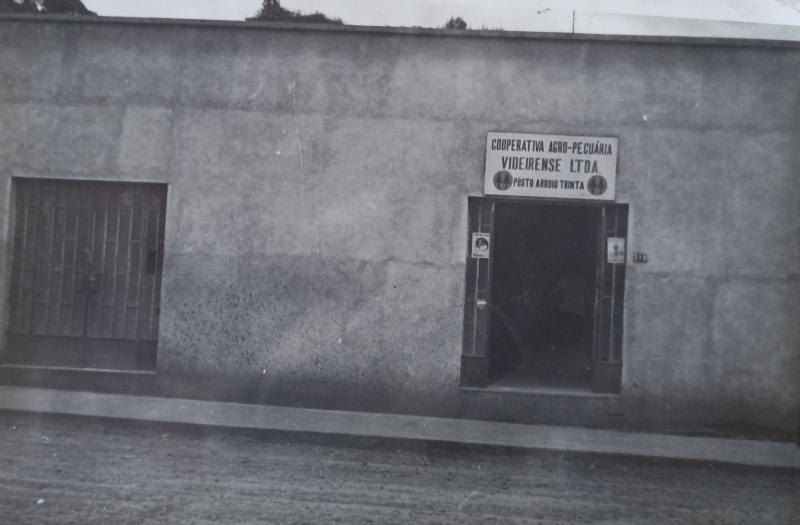 COOPERATIVA AGRO-PECUÁRIA
VIDEIRENSE LTDA.
PÔSTO ARROIO TRINTA